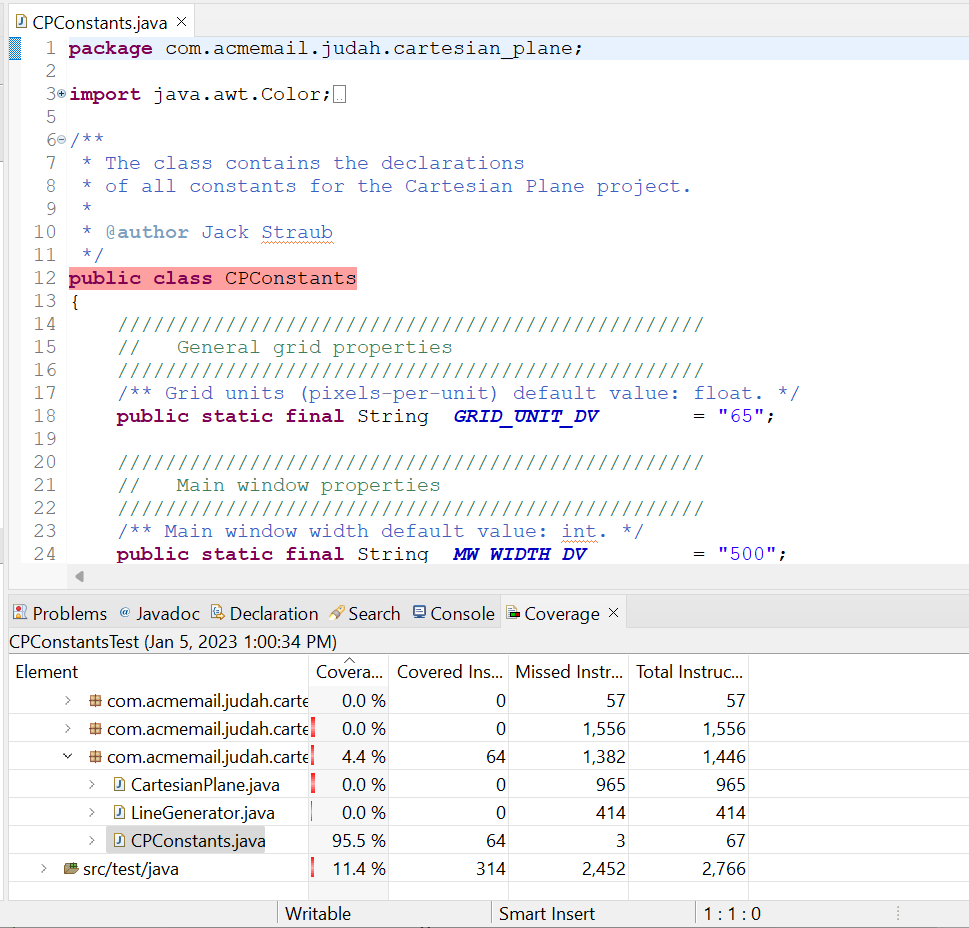 CPConstants.java
1 package com.acmemail.judah.cartesian_plane;
2
3 import java.awt.Color;
5
6 /**
7 * The class contains the declarations
8 * of all constants for the Cartesian Plane project.
9 *
10 * @author Jack Straub
11 */
12 public class CPConstants
13 {
14 /////////////////////////////////////////////////
15 // General grid properties
16 /////////////////////////////////////////////////
17 /** Grid units (pixels-per-unit) default value: float. */
18 public static final String GRID_UNIT_DV = "65";
19
20 /////////////////////////////////////////////////
21 // Main window properties
22 /////////////////////////////////////////////////
23 /** Main window width default value: int. */
24 public static final String MW_WIDTH_DV = "500";
Problems @ Javadoc Declaration Search Console Coverage
CPConstantsTest (Jan 5, 2023 1:00:34 PM)
Element Covera... Covered Ins... Missed Instr... Total Instruc...
com.acmemail.judah.carte 0.0 % 0 57 57
com.acmemail.judah.carte 0.0 % 0 1,556 1,556
com.acmemail.judah.carte 4.4 % 64 1,382 1,446
CartesianPlane.java 0.0 % 0 965 965
LineGenerator.java 0.0 % 0 414 414
CPConstants.java 95.5 % 64 3 67
src/test/java 11.4 % 314 2,452 2,766
Writable Smart Insert 1 : 1 : 0